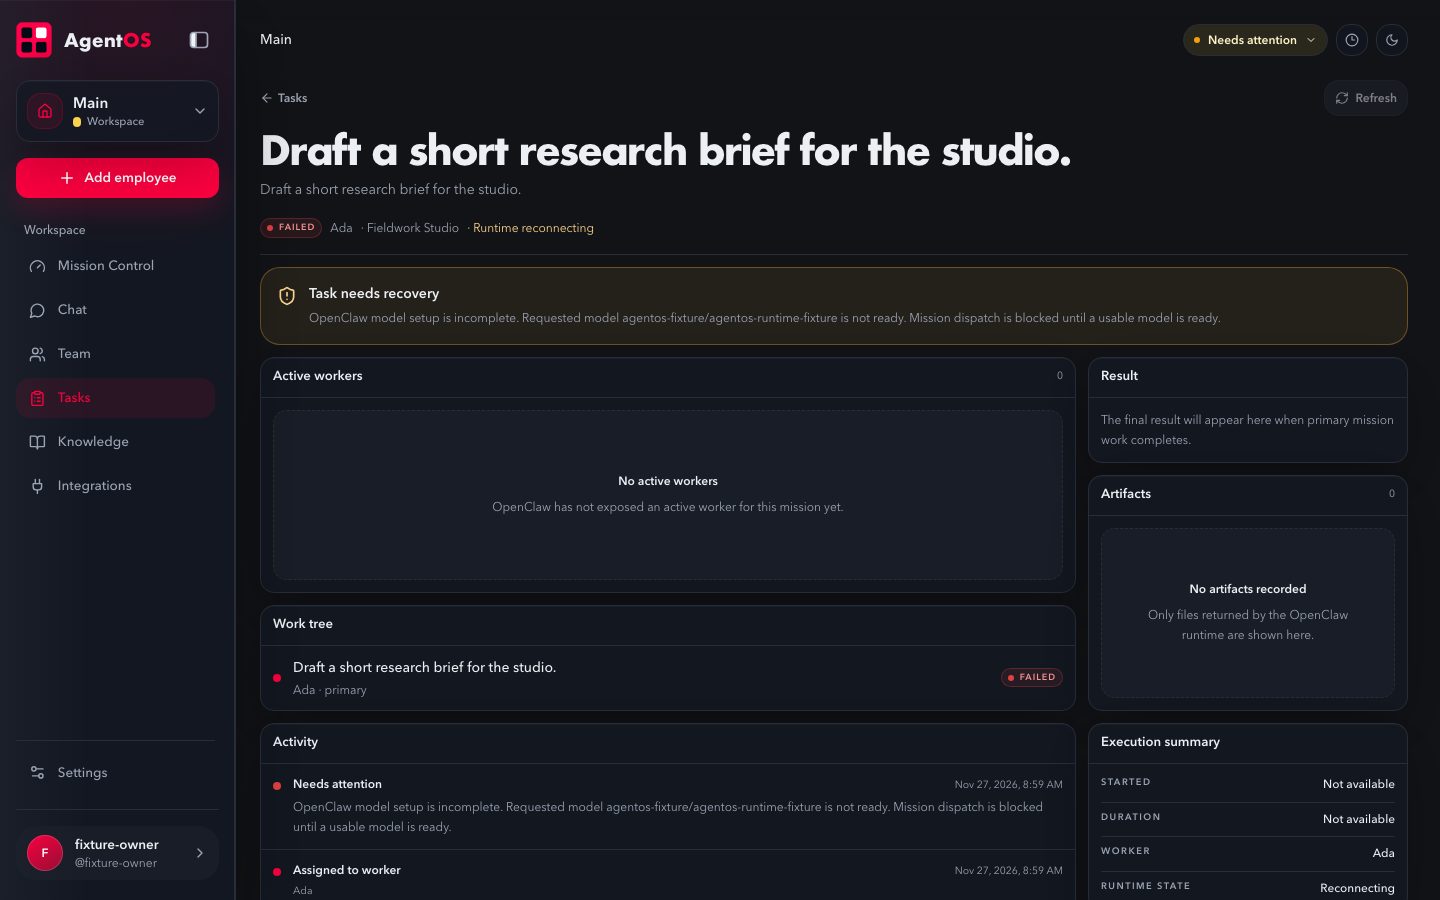 AgentOS
Main
Workspace
Add employee
Workspace
Mission Control
Chat
Team
Tasks
Knowledge
Integrations
Settings
F
fixture-owner
@fixture-owner
Main
Needs attention
Tasks
Refresh
Draft a short research brief for the studio.
Draft a short research brief for the studio.
FAILED Ada · Fieldwork Studio · Runtime reconnecting
Task needs recovery
OpenClaw model setup is incomplete. Requested model agentos-fixture/agentos-runtime-fixture is not ready. Mission dispatch is blocked until a usable model is ready.
Active workers 0
No active workers
OpenClaw has not exposed an active worker for this mission yet.
Work tree
Draft a short research brief for the studio.
Ada · primary
FAILED
Activity
Needs attention Nov 27, 2026, 8:59 AM
OpenClaw model setup is incomplete. Requested model agentos-fixture/agentos-runtime-fixture is not ready. Mission dispatch is blocked
until a usable model is ready.
Assigned to worker Nov 27, 2026, 8:59 AM
Ada
Result
The final result will appear here when primary mission
work completes.
Artifacts 0
No artifacts recorded
Only files returned by the OpenClaw
runtime are shown here.
Execution summary
STARTED Not available
DURATION Not available
WORKER Ada
RUNTIME STATE Reconnecting